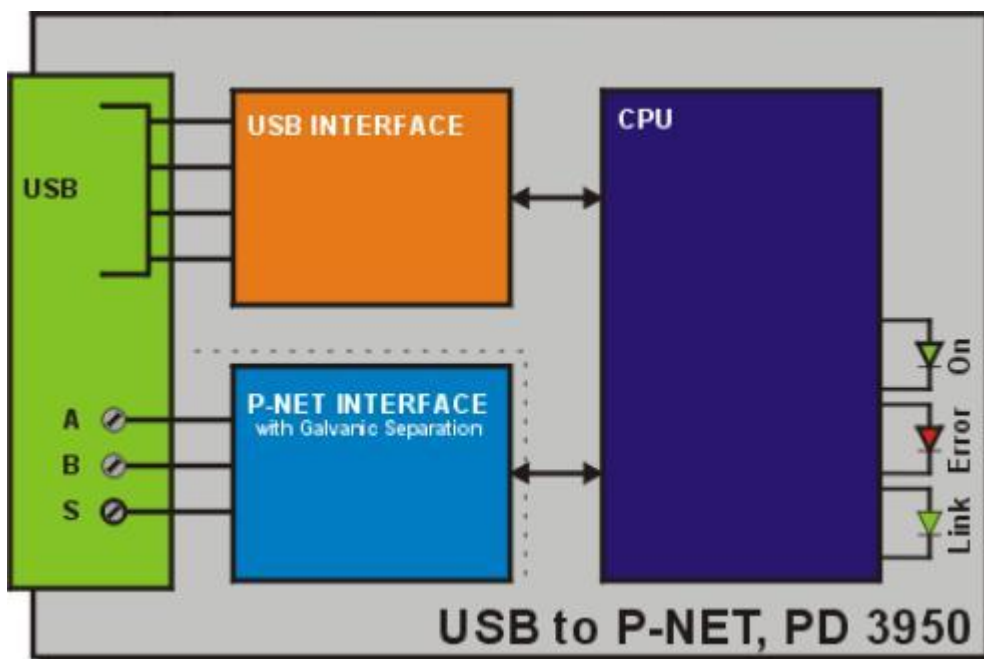 USB
USB INTERFACE
CPU
P-NET INTERFACE
with Galvanic Separation
A
B
S
On
Error
Link
USB to P-NET, PD 3950